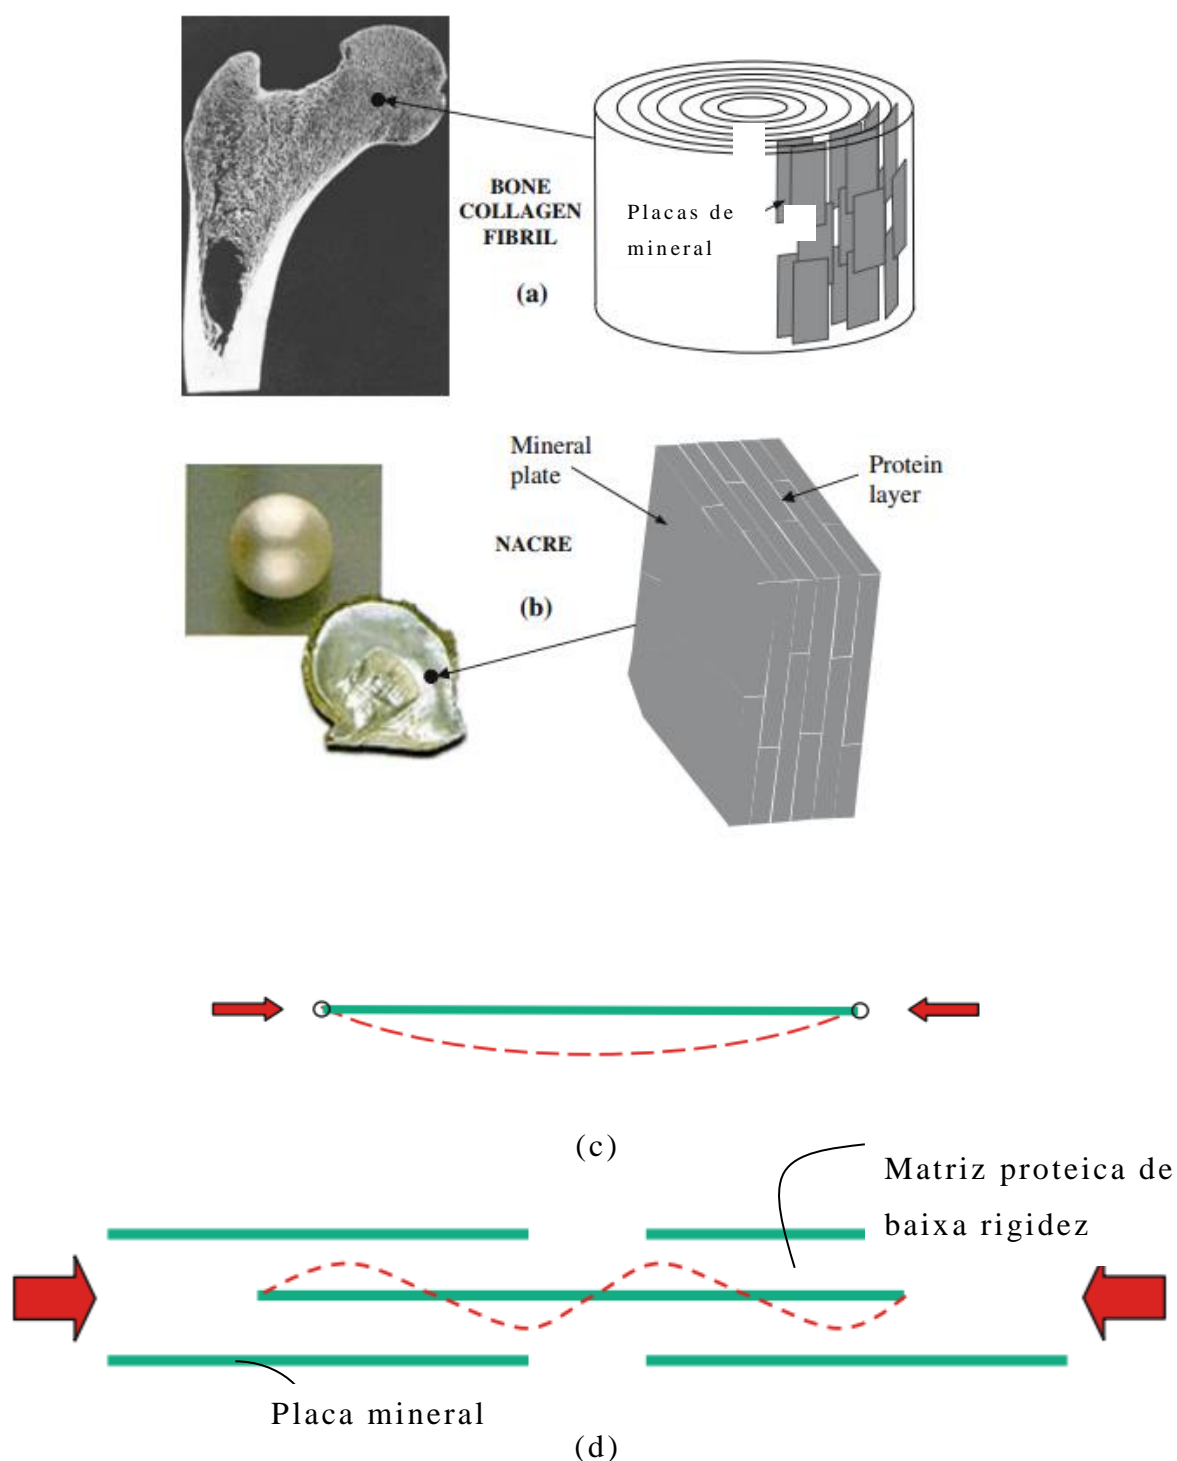 BONE
COLLAGEN
FIBRIL
(a)
Placas de
mineral
Mineral
plate
Protein
layer
NACRE
(b)
(c)
Matriz proteica de
baixa rigidez
Placa mineral
(d)